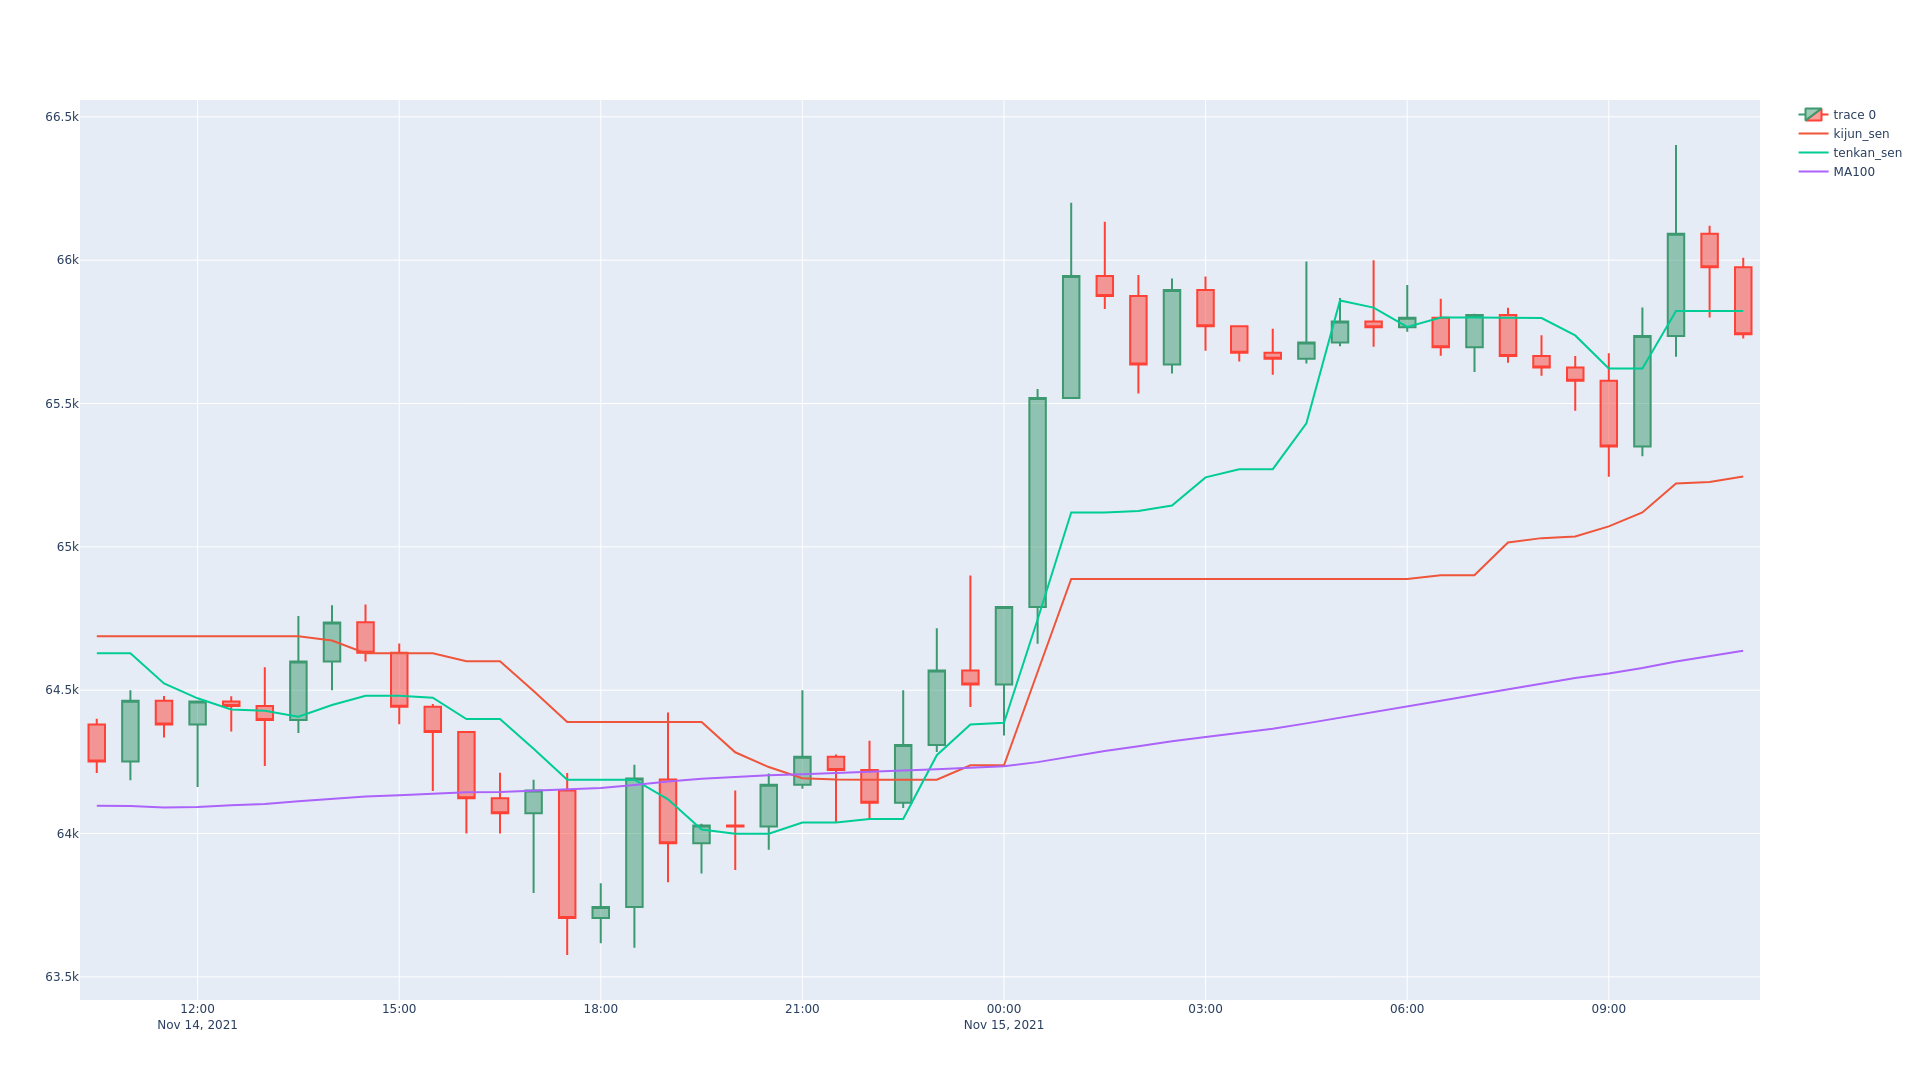 66.5k
66k
65.5k
65k
64.5k
64k
63.5k
12:00
Nov 14, 2021
15:00
18:00
21:00
00:00
Nov 15, 2021
03:00
06:00
09:00
trace 0
kijun_sen
tenkan_sen
MA100